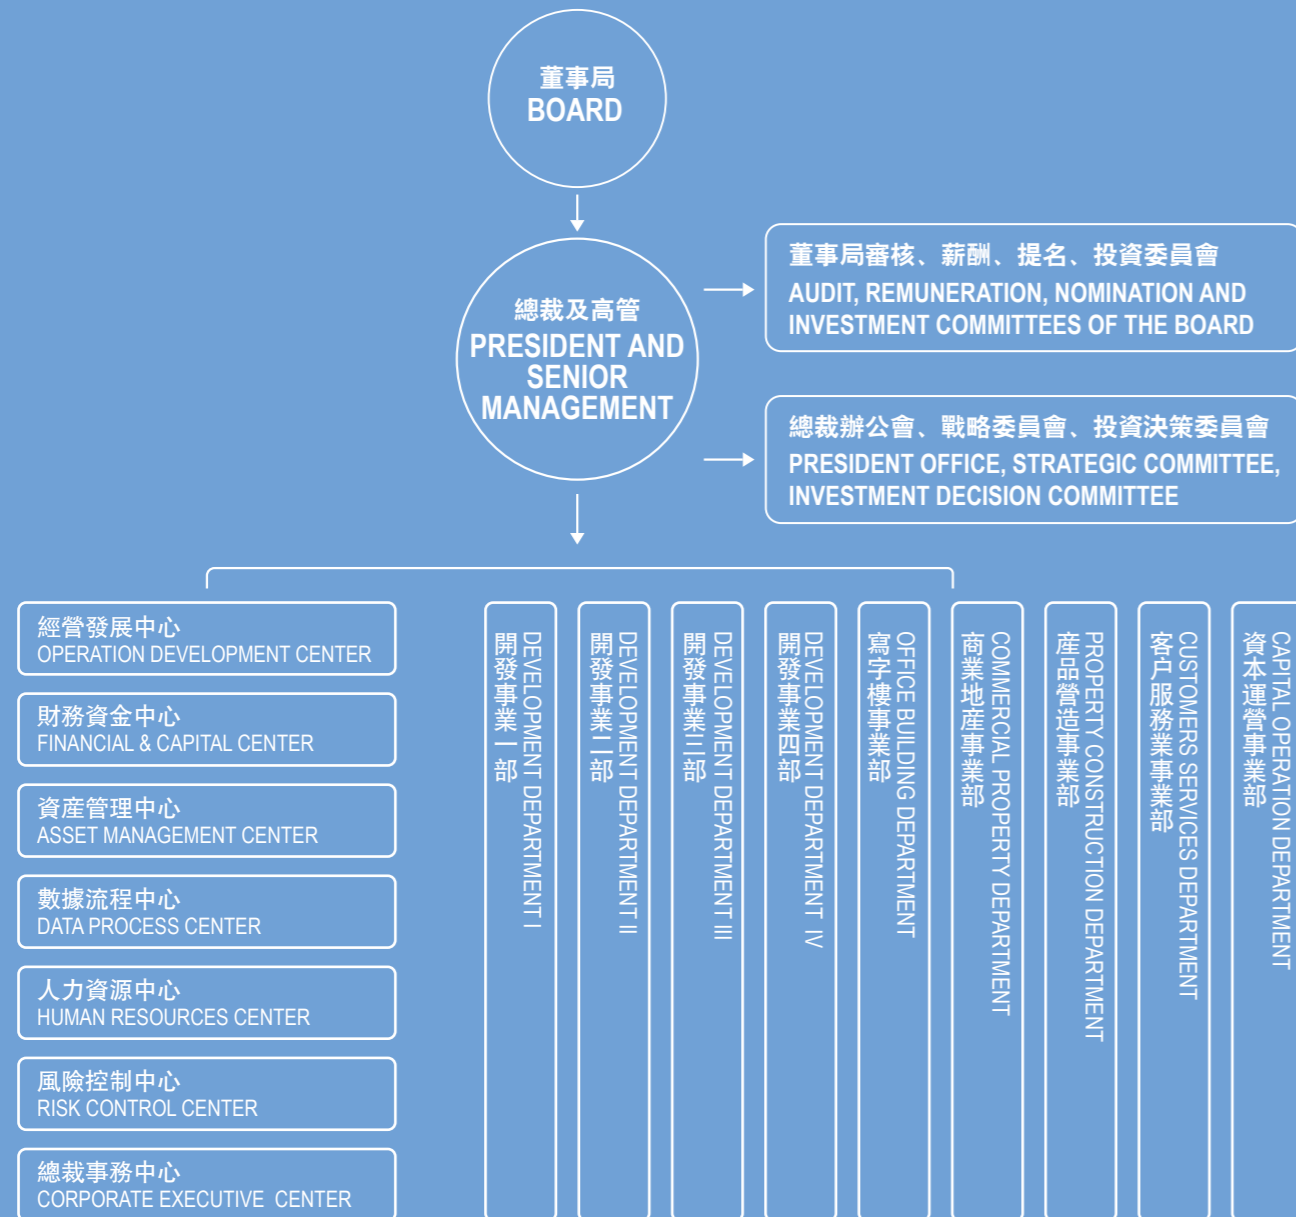 董事局
BOARD
總裁及高管
PRESIDENT AND
SENIOR
MANAGEMENT
董事局審核、薪酬、提名、投資委員會
AUDIT, REMUNERATION, NOMINATION AND
INVESTMENT COMMITTEES OF THE BOARD
總裁辦公會、戰略委員會、投資決策委員會
PRESIDENT OFFICE, STRATEGIC COMMITTEE,
INVESTMENT DECISION COMMITTEE
經營發展中心
OPERATION DEVELOPMENT CENTER
財務資金中心
FINANCIAL & CAPITAL CENTER
資産管理中心
ASSET MANAGEMENT CENTER
數據流程中心
DATA PROCESS CENTER
人力資源中心
HUMAN RESOURCES CENTER
風險控制中心
RISK CONTROL CENTER
總裁事務中心
CORPORATE EXECUTIVE CENTER
開發事業一部
DEVELOPMENT DEPARTMENT I
開發事業二部
DEVELOPMENT DEPARTMENT II
開發事業三部
DEVELOPMENT DEPARTMENT III
開發事業四部
DEVELOPMENT DEPARTMENT IV
寫字樓事業部
OFFICE BUILDING DEPARTMENT
商業地産事業部
COMMERCIAL PROPERTY DEPARTMENT
産品營造事業部
PROPERTY CONSTRUCTION DEPARTMENT
客户服務業事業部
CUSTOMERS SERVICES DEPARTMENT
資本運營事業部
CAPITAL OPERATION DEPARTMENT